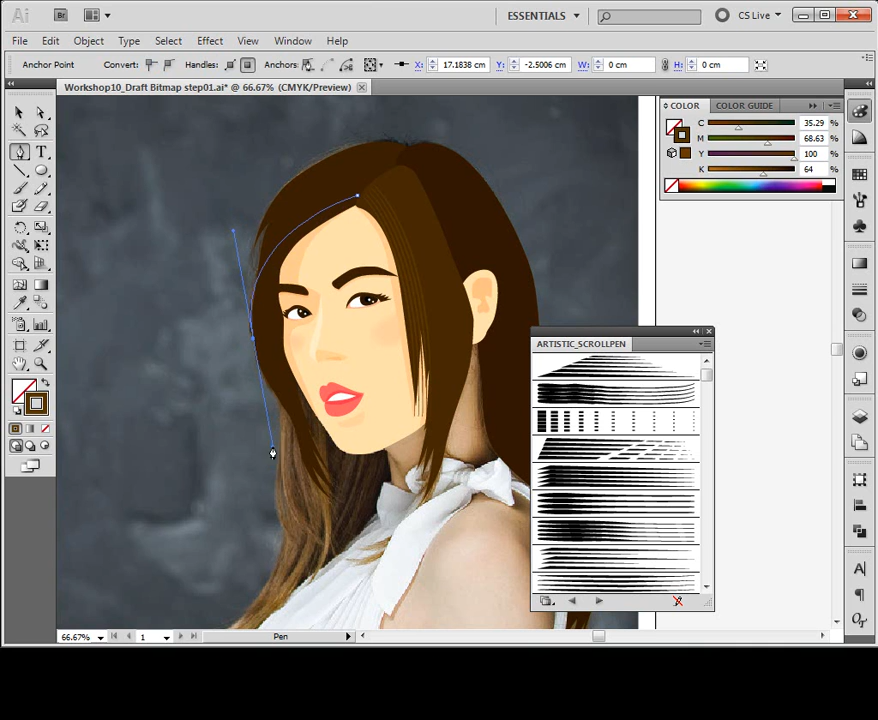 Ai Br ESSENTIALS CS Live
File Edit Object Type Select Effect View Window Help
Anchor Point Convert: Handles: Anchors: X: 17.1838 cm Y: -2.5006 cm W: 0 cm H: 0 cm
Workshop10_Draft Bitmap step01.ai* @ 66.67% (CMYK/Preview)
COLOR COLOR GUIDE
C 35.29 %
M 68.63 %
Y 100 %
K 64 %
ARTISTIC_SCROLLPEN
66.67% 1 Pen